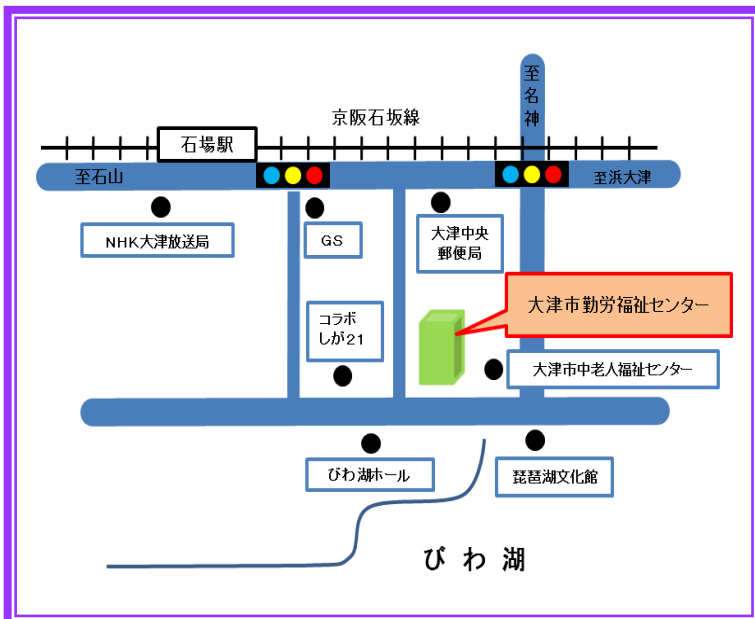 至名神
京阪石坂線
石場駅
至石山
至浜大津
NHK大津放送局
GS
大津中央
郵便局
大津市勤労福祉センター
コラボ
しが21
大津市中老人福祉センター
びわ湖ホール
琵琶湖文化館
びわ湖